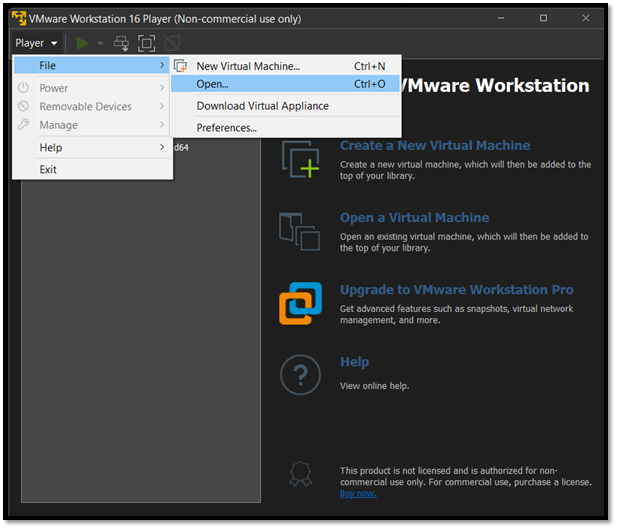 VMware Workstation 16 Player (Non-commercial use only)
Player
File
Power
Removable Devices
Manage
Help
Exit
New Virtual Machine... Ctrl+N
Open... Ctrl+O
Download Virtual Appliance
Preferences...
d64
VMware Workstation
Create a New Virtual Machine
Create a new virtual machine, which will then be added to the
top of your library.
Open a Virtual Machine
Open an existing virtual machine, which will then be added to
the top of your library.
Upgrade to VMware Workstation Pro
Get advanced features such as snapshots, virtual network
management, and more.
Help
View online help.
This product is not licensed and is authorized for non-
commercial use only. For commercial use, purchase a license.
Buy now.